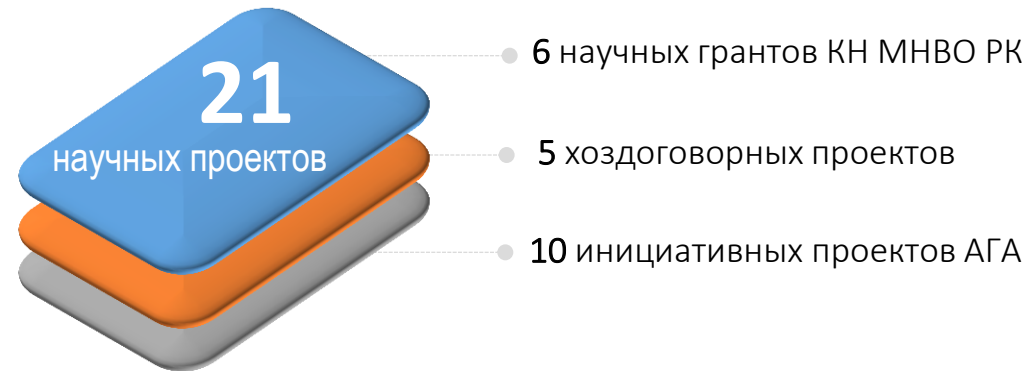 21
научных проектов
6 научных грантов КН МНВО РК
5 хоздоговорных проектов
10 инициативных проектов АГА